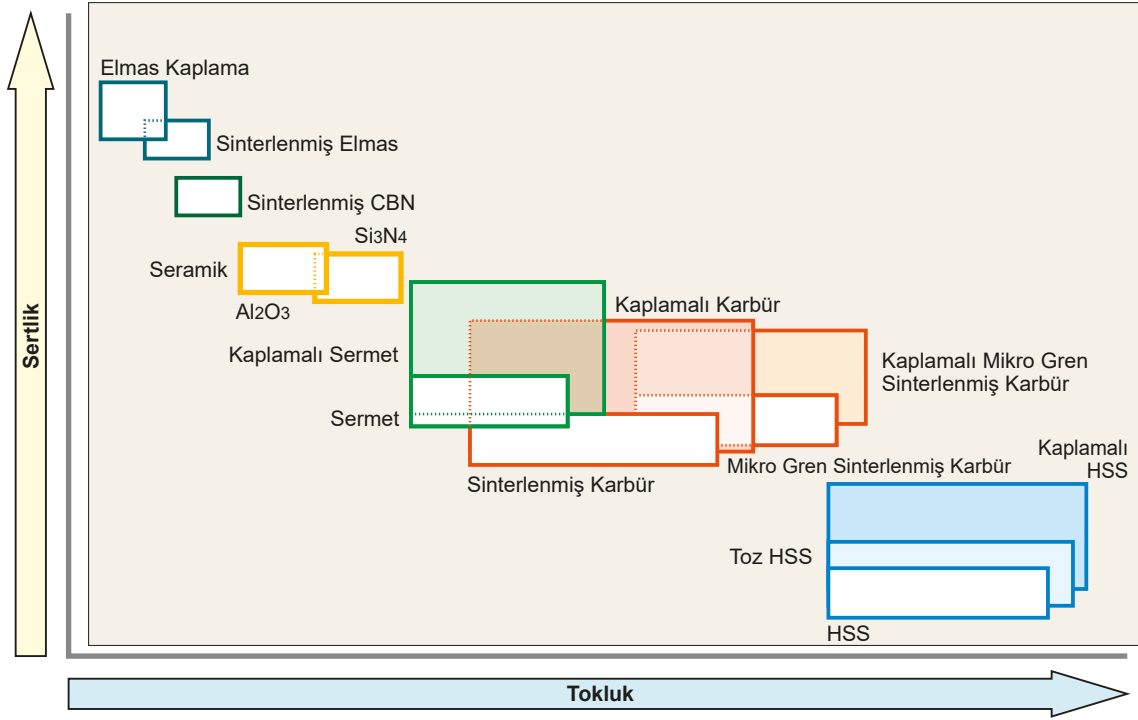 Elmas Kaplama
Sinterlenmiş Elmas
Sinterlenmiş CBN
Si3N4
Seramik
Al2O3
Kaplamalı Karbür
Kaplamalı Sermet
Kaplamalı Mikro Gren
Sinterlenmiş Karbür
Sermet
Kaplamalı
HSS
Mikro Gren Sinterlenmiş Karbür
Sinterlenmiş Karbür
Toz HSS
HSS
Sertlik
Tokluk